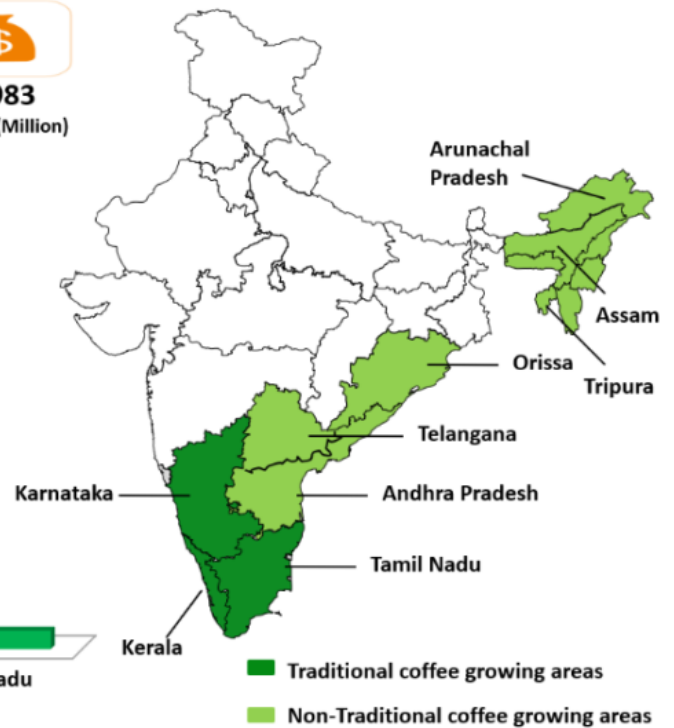 $
983
(Million)
Arunachal
Pradesh
Assam
Orissa
Tripura
Telangana
Karnataka
Andhra Pradesh
Tamil Nadu
Kerala
adu
Traditional coffee growing areas
Non-Traditional coffee growing areas